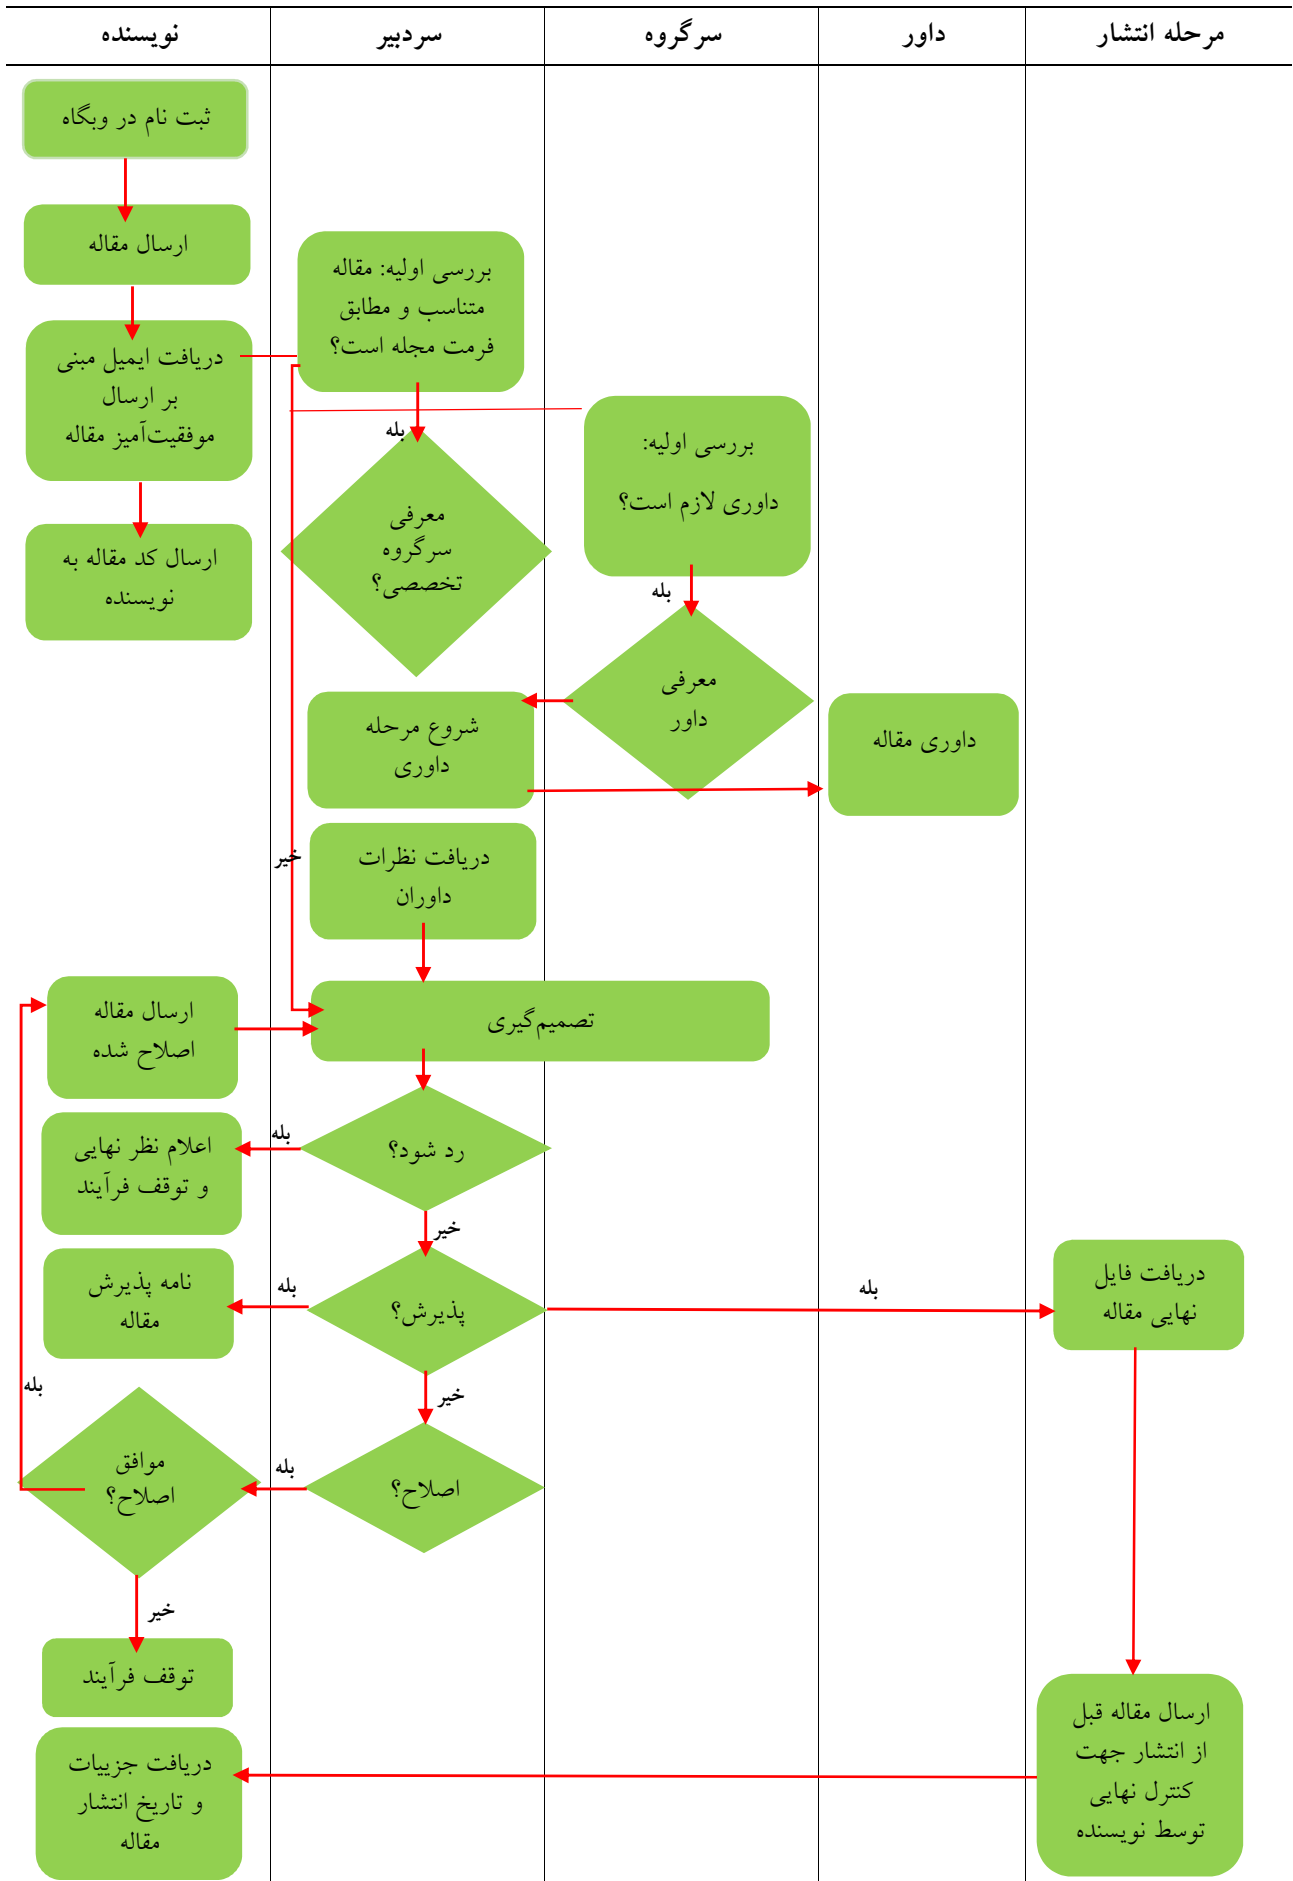 نویسنده
سردبیر
سرگروه
داور
مرحله انتشار
ثبت نام در وبگاه
ارسال مقاله
بررسی اولیه: مقاله
متناسب و مطابق
فرمت مجله است؟
دریافت ایمیل مبنی
بر ارسال
موفقیت‌آمیز مقاله
بله
بررسی اولیه:
داوری لازم است؟
معرفی
سرگروه
تخصصی؟
ارسال کد مقاله به
نویسنده
بله
معرفی
داور
شروع مرحله
داوری
داوری مقاله
خیر
دریافت نظرات
داوران
ارسال مقاله
اصلاح شده
تصمیم‌گیری
رد شود؟
بله
اعلام نظر نهایی
و توقف فرآیند
خیر
پذیرش؟
بله
نامه پذیرش
مقاله
بله
دریافت فایل
نهایی مقاله
خیر
اصلاح؟
بله
موافق
اصلاح؟
بله
خیر
توقف فرآیند
ارسال مقاله قبل
از انتشار جهت
کنترل نهایی
توسط نویسنده
دریافت جزییات
و تاریخ انتشار
مقاله